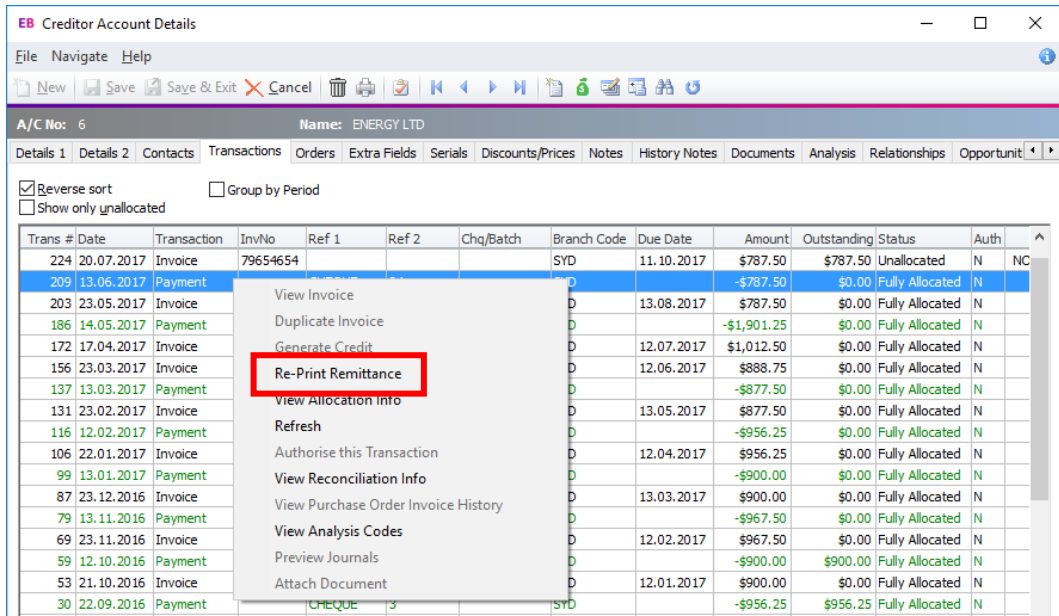 EB Creditor Account Details
File Navigate Help
New Save Save & Exit Cancel
A/C No: 6 Name: ENERGY LTD
Details 1 Details 2 Contacts Transactions Orders Extra Fields Serials Discounts/Prices Notes History Notes Documents Analysis Relationships Opportunit
Reverse sort Group by Period
Show only unallocated
Trans # Date Transaction InvNo Ref 1 Ref 2 Chq/Batch Branch Code Due Date Amount Outstanding Status Auth
224 20.07.2017 Invoice 79654654 SYD 11.10.2017 $787.50 $787.50 Unallocated N NO
209 13.06.2017 Payment -$787.50 $0.00 Fully Allocated N
View Invoice
203 23.05.2017 Invoice D 13.08.2017 $787.50 $0.00 Fully Allocated N
Duplicate Invoice
186 14.05.2017 Payment D -$1,901.25 $0.00 Fully Allocated N
Generate Credit
172 17.04.2017 Invoice D 12.07.2017 $1,012.50 $0.00 Fully Allocated N
Re-Print Remittance
156 23.03.2017 Invoice D 12.06.2017 $888.75 $0.00 Fully Allocated N
137 13.03.2017 Payment D -$877.50 $0.00 Fully Allocated N
View Allocation Info
131 23.02.2017 Invoice D 13.05.2017 $877.50 $0.00 Fully Allocated N
Refresh
116 12.02.2017 Payment D -$956.25 $0.00 Fully Allocated N
Authorise this Transaction
106 22.01.2017 Invoice D 12.04.2017 $956.25 $0.00 Fully Allocated N
View Reconciliation Info
99 13.01.2017 Payment D -$900.00 $0.00 Fully Allocated N
87 23.12.2016 Invoice D 13.03.2017 $900.00 $0.00 Fully Allocated N
View Purchase Order Invoice History
79 13.11.2016 Payment D -$967.50 $0.00 Fully Allocated N
View Analysis Codes
69 23.11.2016 Invoice D 12.02.2017 $967.50 $0.00 Fully Allocated N
Preview Journals
59 12.10.2016 Payment D -$900.00 $900.00 Fully Allocated N
Attach Document
53 21.10.2016 Invoice D 12.01.2017 $900.00 $0.00 Fully Allocated N
30 22.09.2016 Payment CHEQUE 3 SYD -$956.25 $956.25 Fully Allocated N